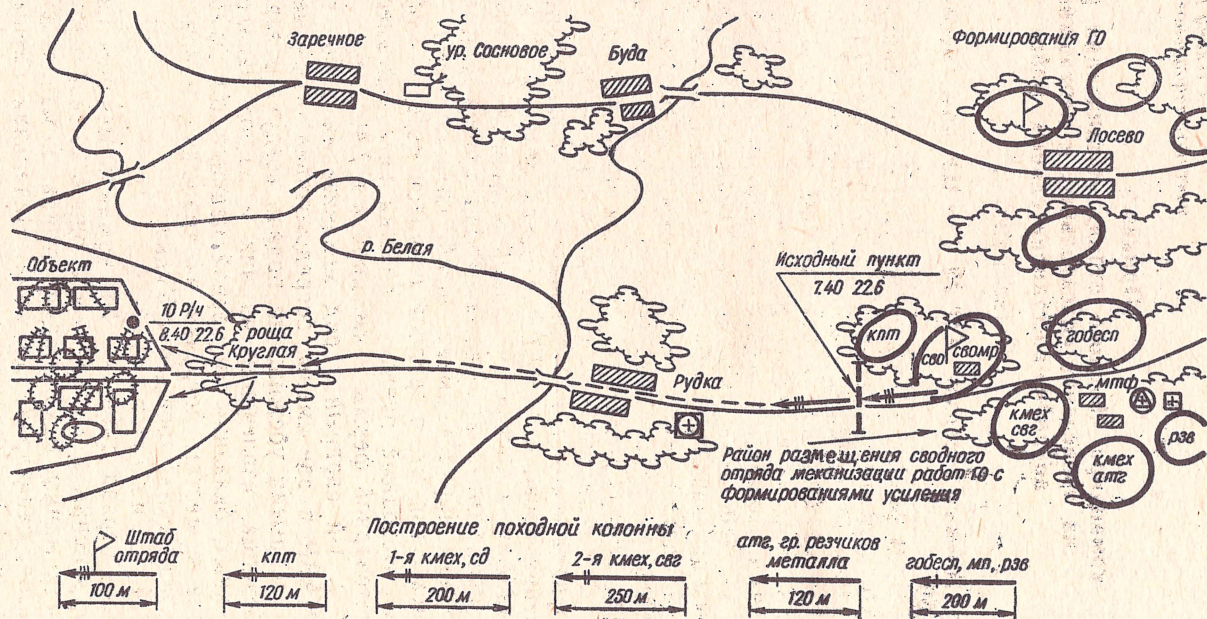 Заречное
ур. Сосновое
Буда
Формирования ГО
Лосево
р. Белая
Объект
10 Р/ч
6.40 22.6
роща
Круглая
Исходный пункт
7.40 22.6
кпт
сво
свомр
гобесп
Рудка
мтф
кмех
свг
рзв
кмех
атг
Район размещения сводного
отряда механизации работ ГО с
формированиями усиления
Построение походной колонны
Штаб
отряда
100 м
кпт
120 м
1-я кмех, сд
200 м
2-я кмех, свг
250 м
атг, гр. резчиков
металла
120 м
гобесп, мп, рзв
200 м